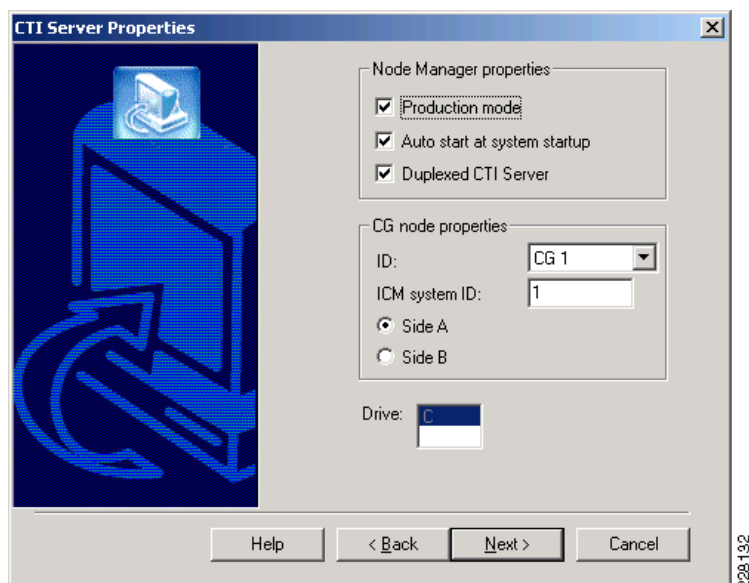 CTI Server Properties
Node Manager properties
Production mode
Auto start at system startup
Duplexed CTI Server
CG node properties
ID: CG 1
ICM system ID: 1
Side A
Side B
Drive: C
Help < Back Next > Cancel
28132